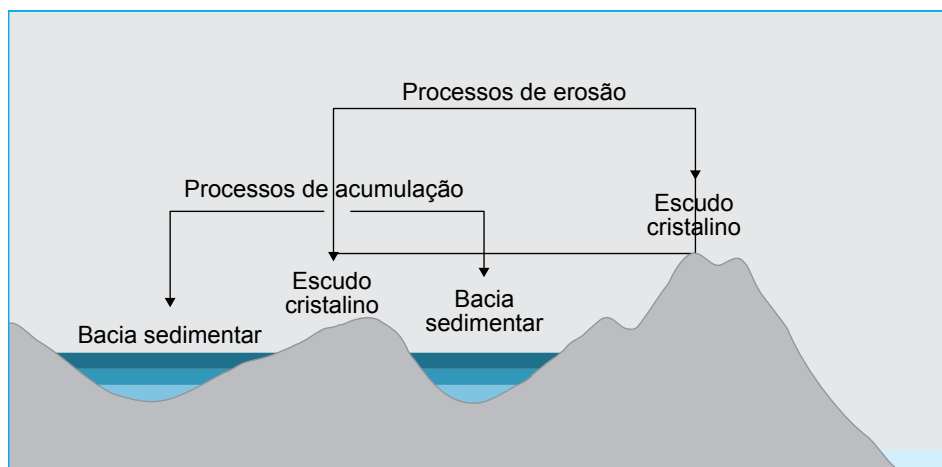 Processos de erosão
Processos de acumulação
Escudo
cristalino
Escudo
cristalino
Bacia
sedimentar
Bacia sedimentar